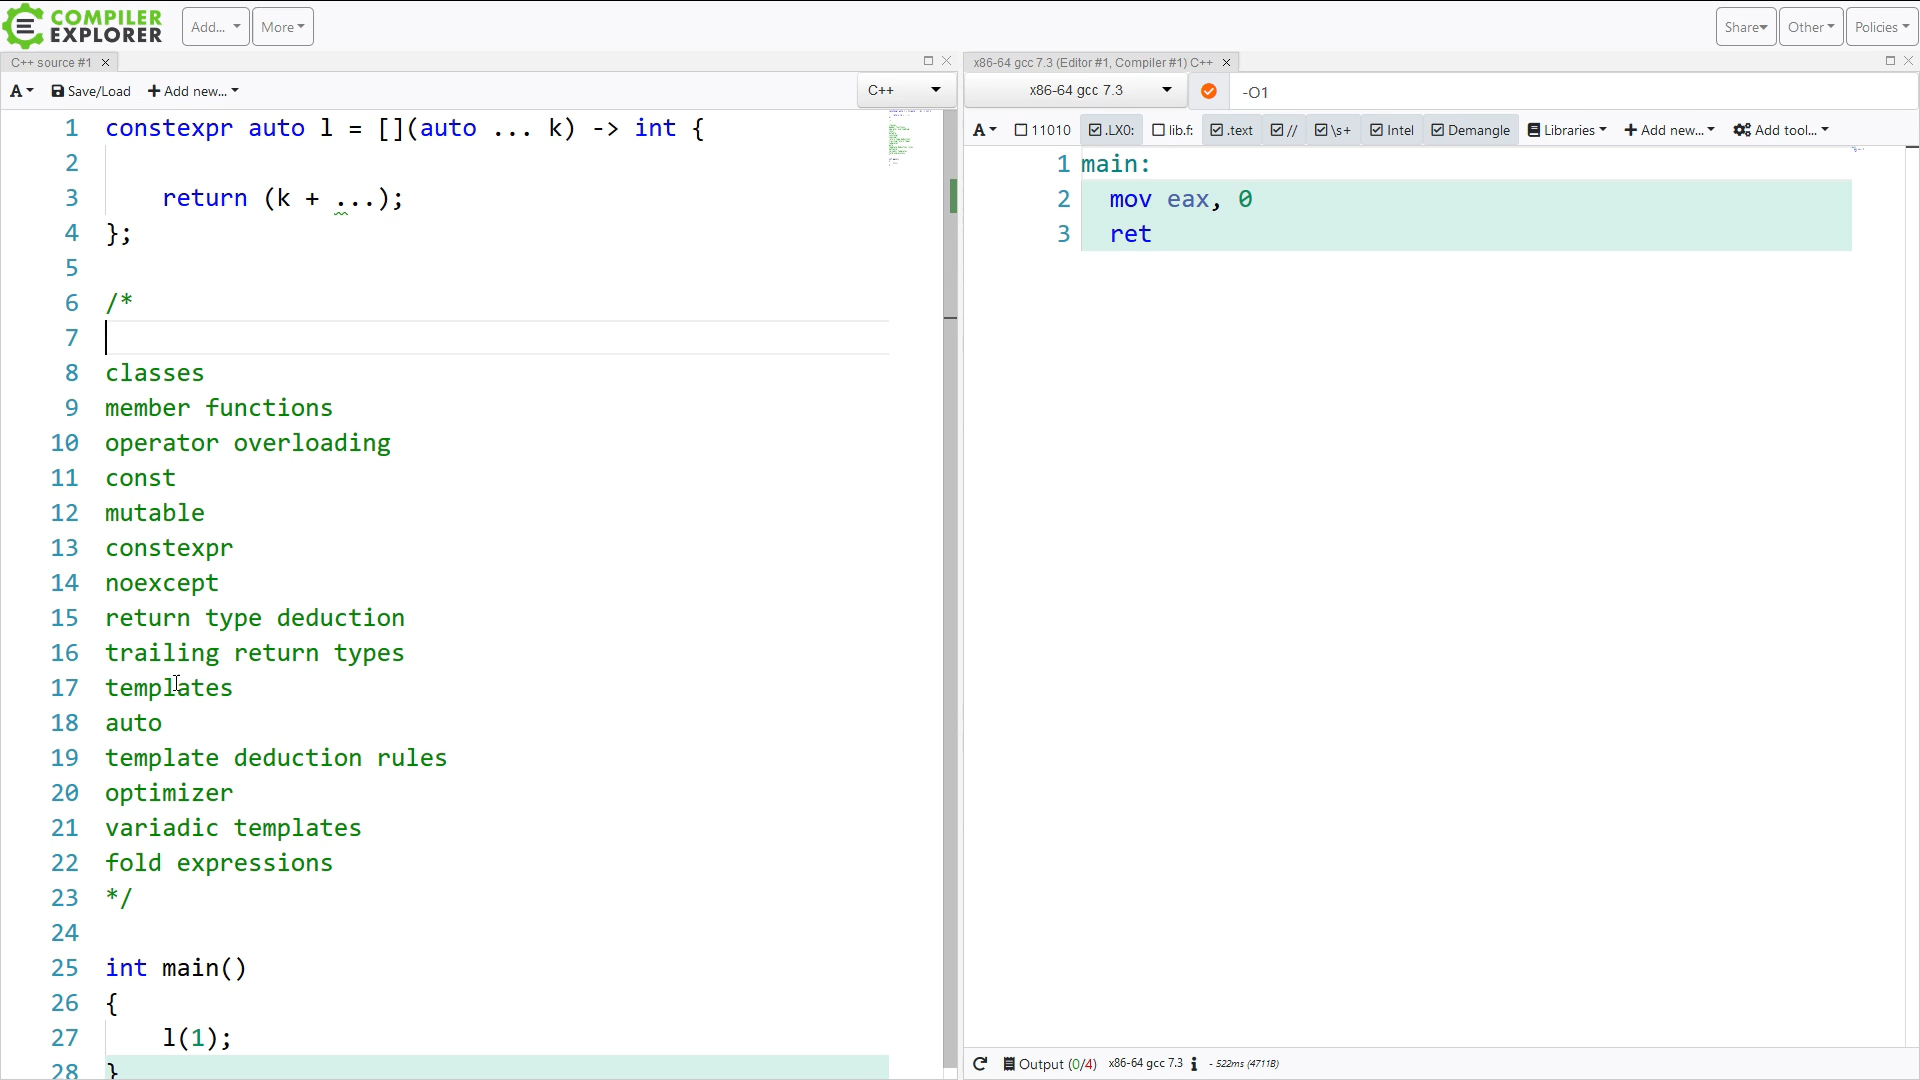 COMPILER
EXPLORER
Add...
More
Share
Other
Policies
C++ source #1
x86-64 gcc 7.3 (Editor #1, Compiler #1) C++
A
Save/Load
Add new...
C++
x86-64 gcc 7.3
-O1
A
11010
.LX0:
lib.f:
.text
//
\s+
Intel
Demangle
Libraries
Add new...
Add tool...
1 constexpr auto l = [](auto ... k) -> int {
2
3 return (k + ...);
4 };
5
6 /*
7
8 classes
9 member functions
10 operator overloading
11 const
12 mutable
13 constexpr
14 noexcept
15 return type deduction
16 trailing return types
17 templates
18 auto
19 template deduction rules
20 optimizer
21 variadic templates
22 fold expressions
23 */
24
25 int main()
26 {
27 l(1);
28 }
1 main:
2 mov eax, 0
3 ret
Output (0/4) x86-64 gcc 7.3 i - 522ms (4711B)